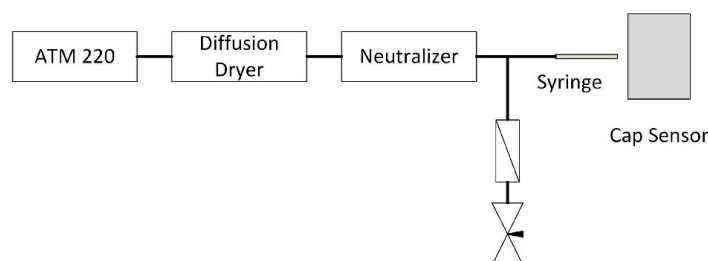 ATM 220
Diffusion
Dryer
Neutralizer
Syringe
Cap Sensor